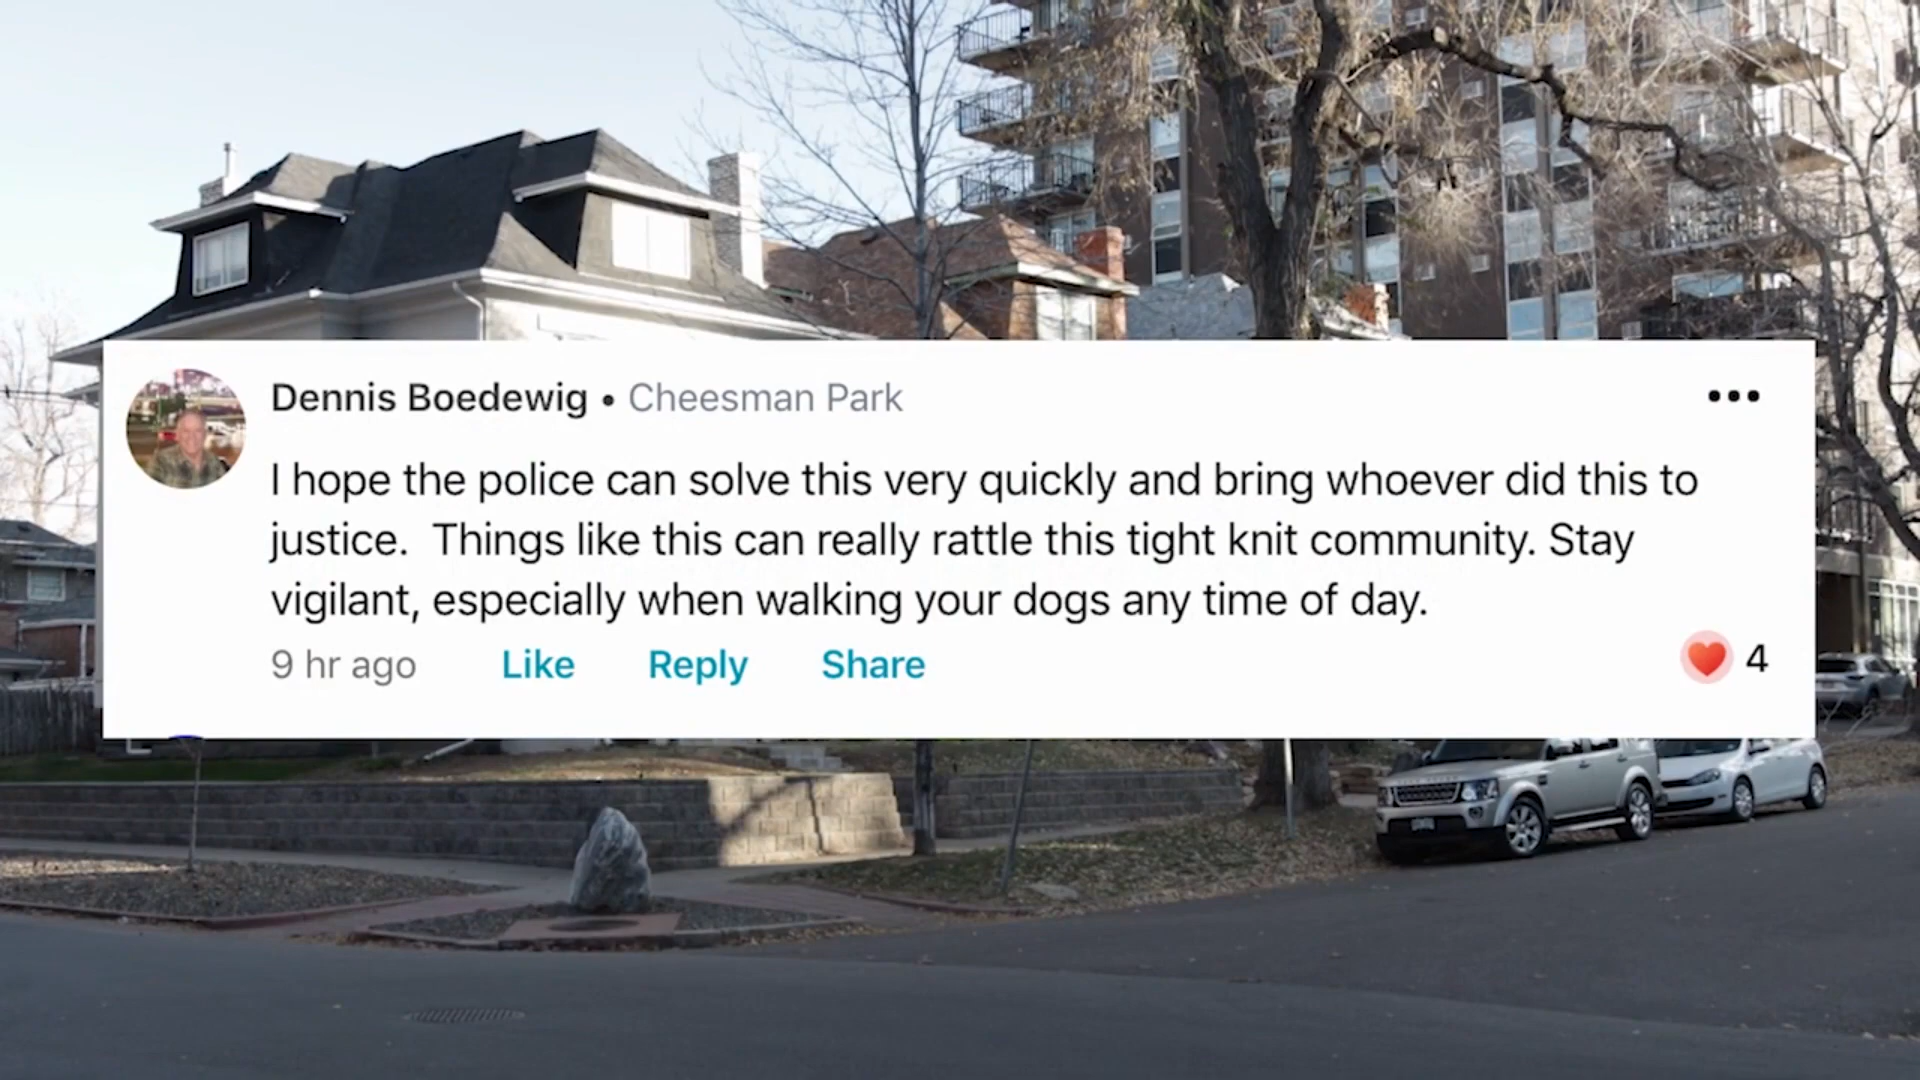 Dennis Boedewig • Cheesman Park
I hope the police can solve this very quickly and bring whoever did this to
justice.  Things like this can really rattle this tight knit community. Stay
vigilant, especially when walking your dogs any time of day.
9 hr ago Like Reply Share 4